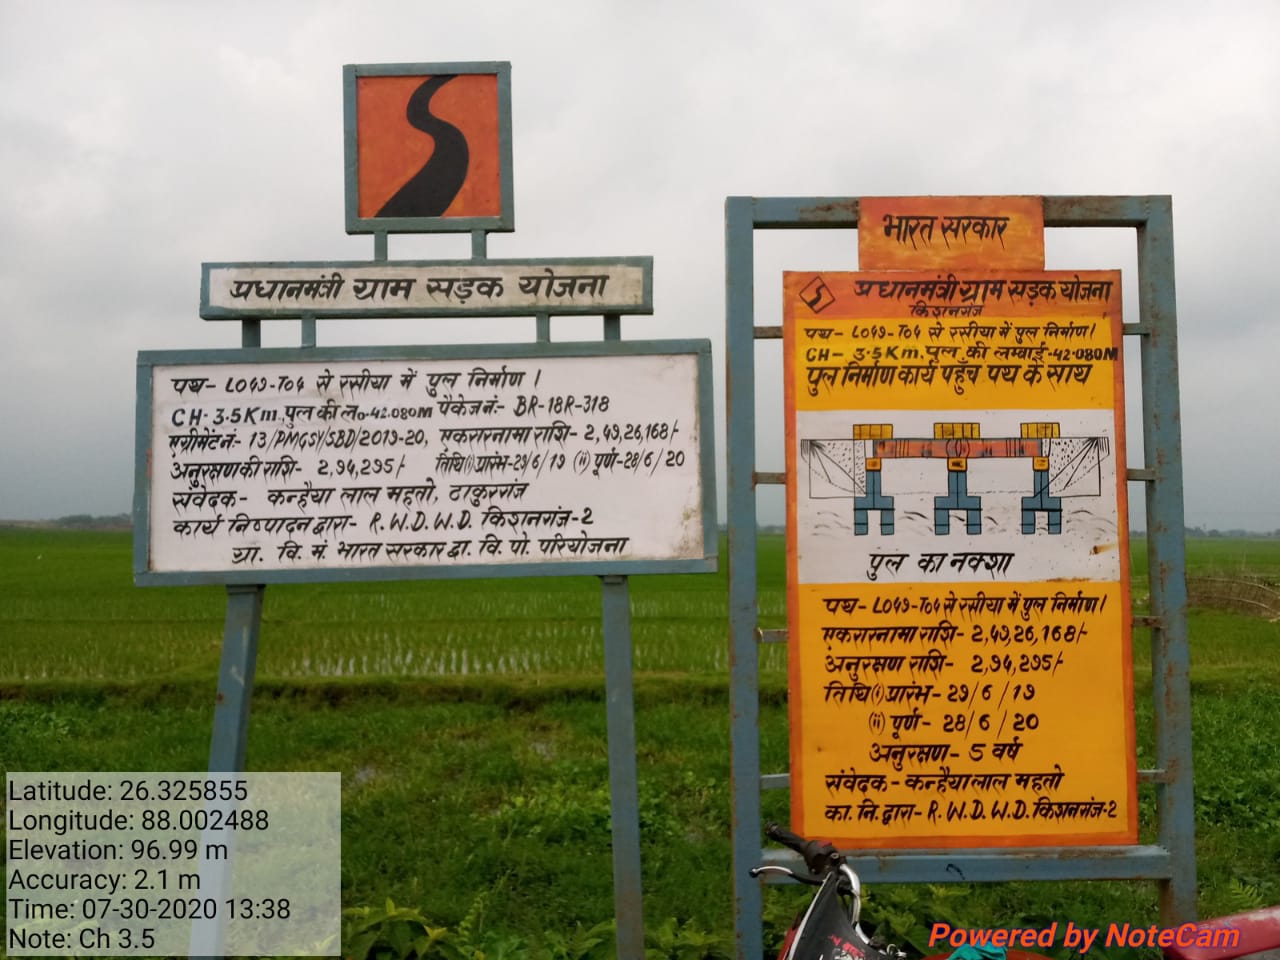 प्रधानमंत्री ग्राम सड़क योजना
पथ- L049-T04 से रसीया में पुल निर्माण।
CH- 3.5Km पुल की ल०-42.080M पैकेज नं:- BR-18R-318
एग्रीमेंट नं:- 13/PMGSY/SBD/2019-20, एकरारनामा राशि- 2,49,26,168/-
अनुरक्षण की राशि- 2,94,295/- तिथि(i) प्रारंभ-29/6/19 (ii) पूर्ण-28/6/20
संवेदक- कन्हैया लाल महतो, ठाकुरगंज
कार्य निष्पादन द्वारा- R.W.D.W.D. किशनगंज-2
ग्रा. वि. मं भारत सरकार द्वा. वि. पो. परियोजना
भारत सरकार
प्रधानमंत्री ग्राम सड़क योजना
किशनगंज
पथ- L049-T04 से रसीया में पुल निर्माण।
CH- 3.5Km, पुल की लम्बाई-42.080M
पुल निर्माण कार्य पहुँच पथ के साथ
पुल का नक्शा
पथ- L049-T04 से रसीया में पुल निर्माण।
एकरारनामा राशि- 2,49,26,168/-
अनुरक्षण राशि- 2,94,295/-
तिथि(i) प्रारंभ- 29/6/19
(ii) पूर्ण- 28/6/20
अनुरक्षण- 5 वर्ष
संवेदक- कन्हैया लाल महतो
का. नि. द्वारा- R.W.D.W.D. किशनगंज-2
Latitude: 26.325855
Longitude: 88.002488
Elevation: 96.99 m
Accuracy: 2.1 m
Time: 07-30-2020 13:38
Note: Ch 3.5
Powered by NoteCam